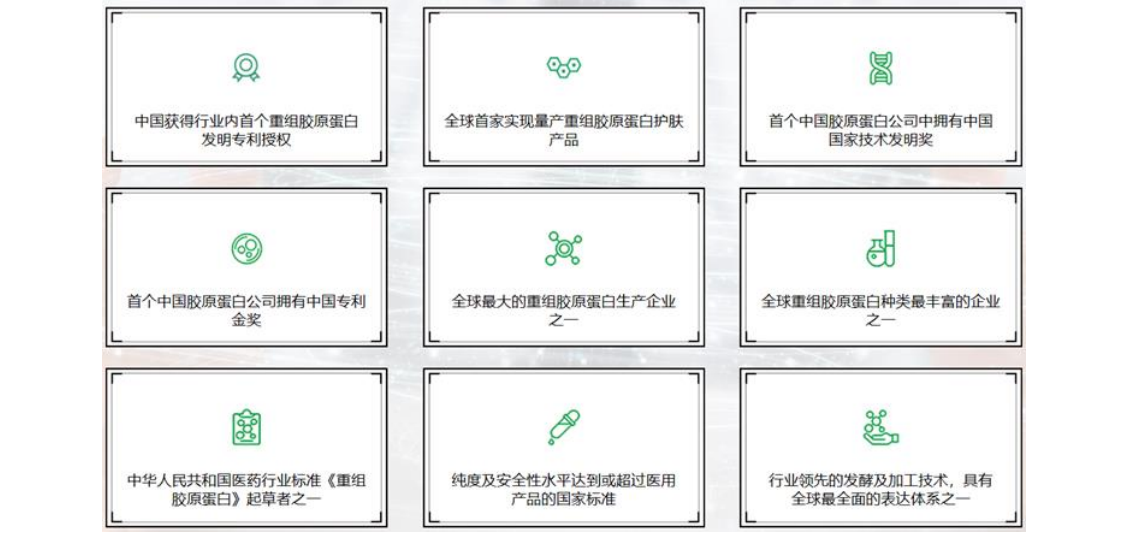 中国获得行业内首个重组胶原蛋白
发明专利授权
全球首家实现量产重组胶原蛋白护肤
产品
首个中国胶原蛋白公司中拥有中国
国家技术发明奖
首个中国胶原蛋白公司拥有中国专利
金奖
全球最大的重组胶原蛋白生产企业
之一
全球重组胶原蛋白种类最丰富的企业
之一
中华人民共和国医药行业标准《重组
胶原蛋白》起草者之一
纯度及安全性水平达到或超过医用
产品的国家标准
行业领先的发酵及加工技术，具有
全球最全面的表达体系之一